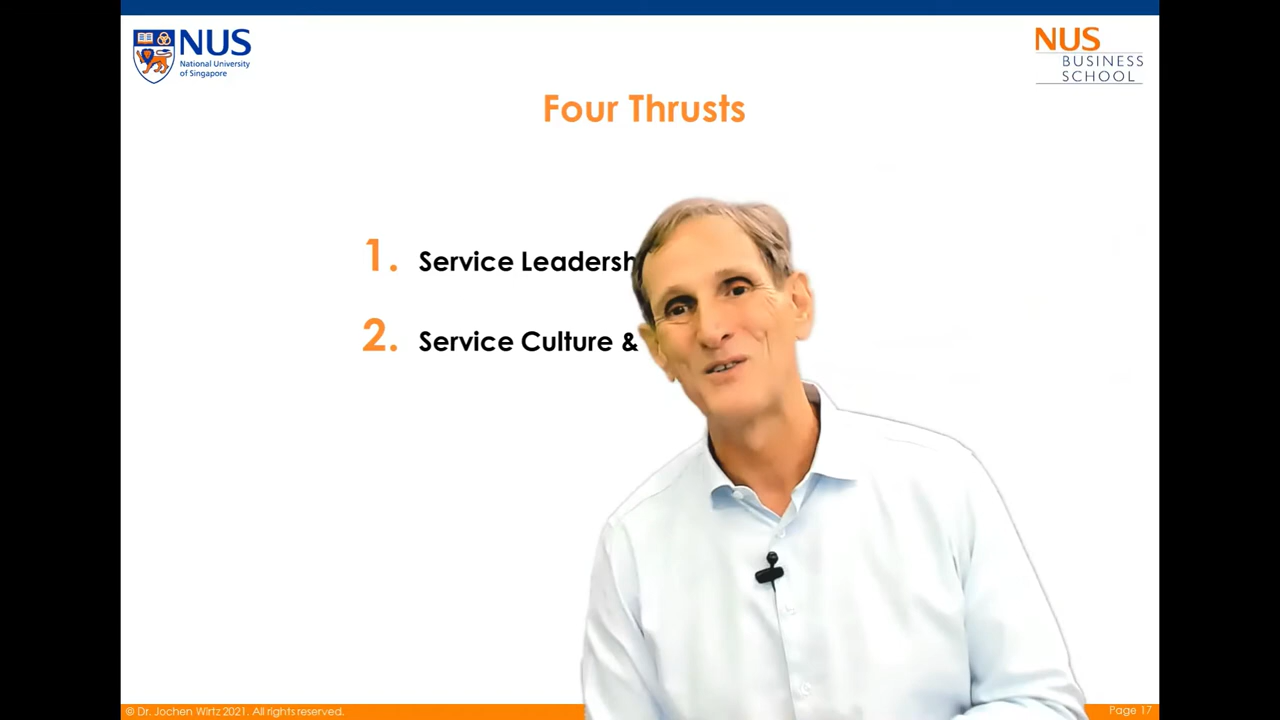 NUS
National University
of Singapore
NUS
BUSINESS
SCHOOL
Four Thrusts
1. Service
2. Service Culture &
© Dr. Jochen Wirtz 2021. All rights reserved.
Page 17